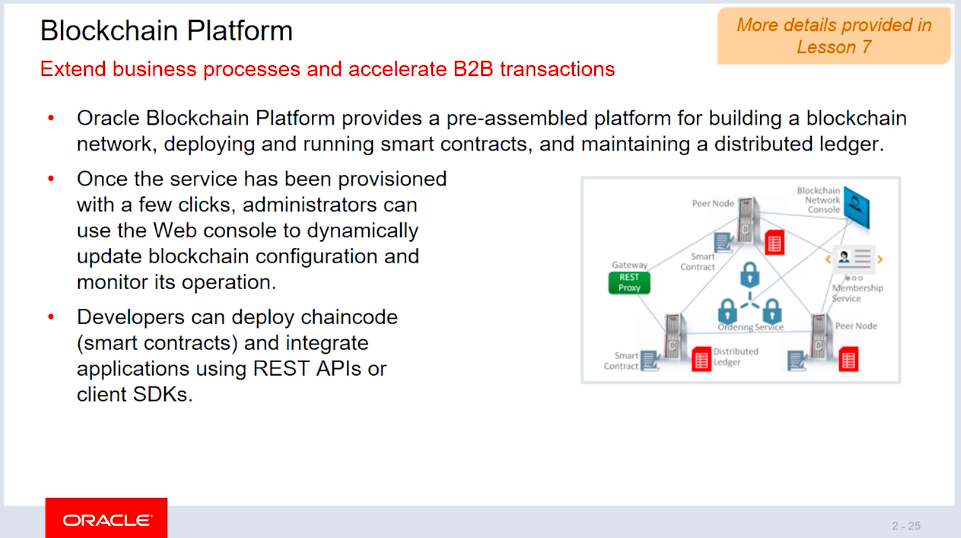 Blockchain Platform
More details provided in
Lesson 7
Extend business processes and accelerate B2B transactions
• Oracle Blockchain Platform provides a pre-assembled platform for building a blockchain
network, deploying and running smart contracts, and maintaining a distributed ledger.
• Once the service has been provisioned
with a few clicks, administrators can
use the Web console to dynamically
update blockchain configuration and
monitor its operation.
• Developers can deploy chaincode
(smart contracts) and integrate
applications using REST APIs or
client SDKs.
Blockchain
Network
Console
Peer Node
C
Smart
Contract
Gateway
REST
Proxy
Membership
Service
Ordering Service
Peer Node
C
C
Smart
Contract
Distributed
Ledger
ORACLE
2 - 25